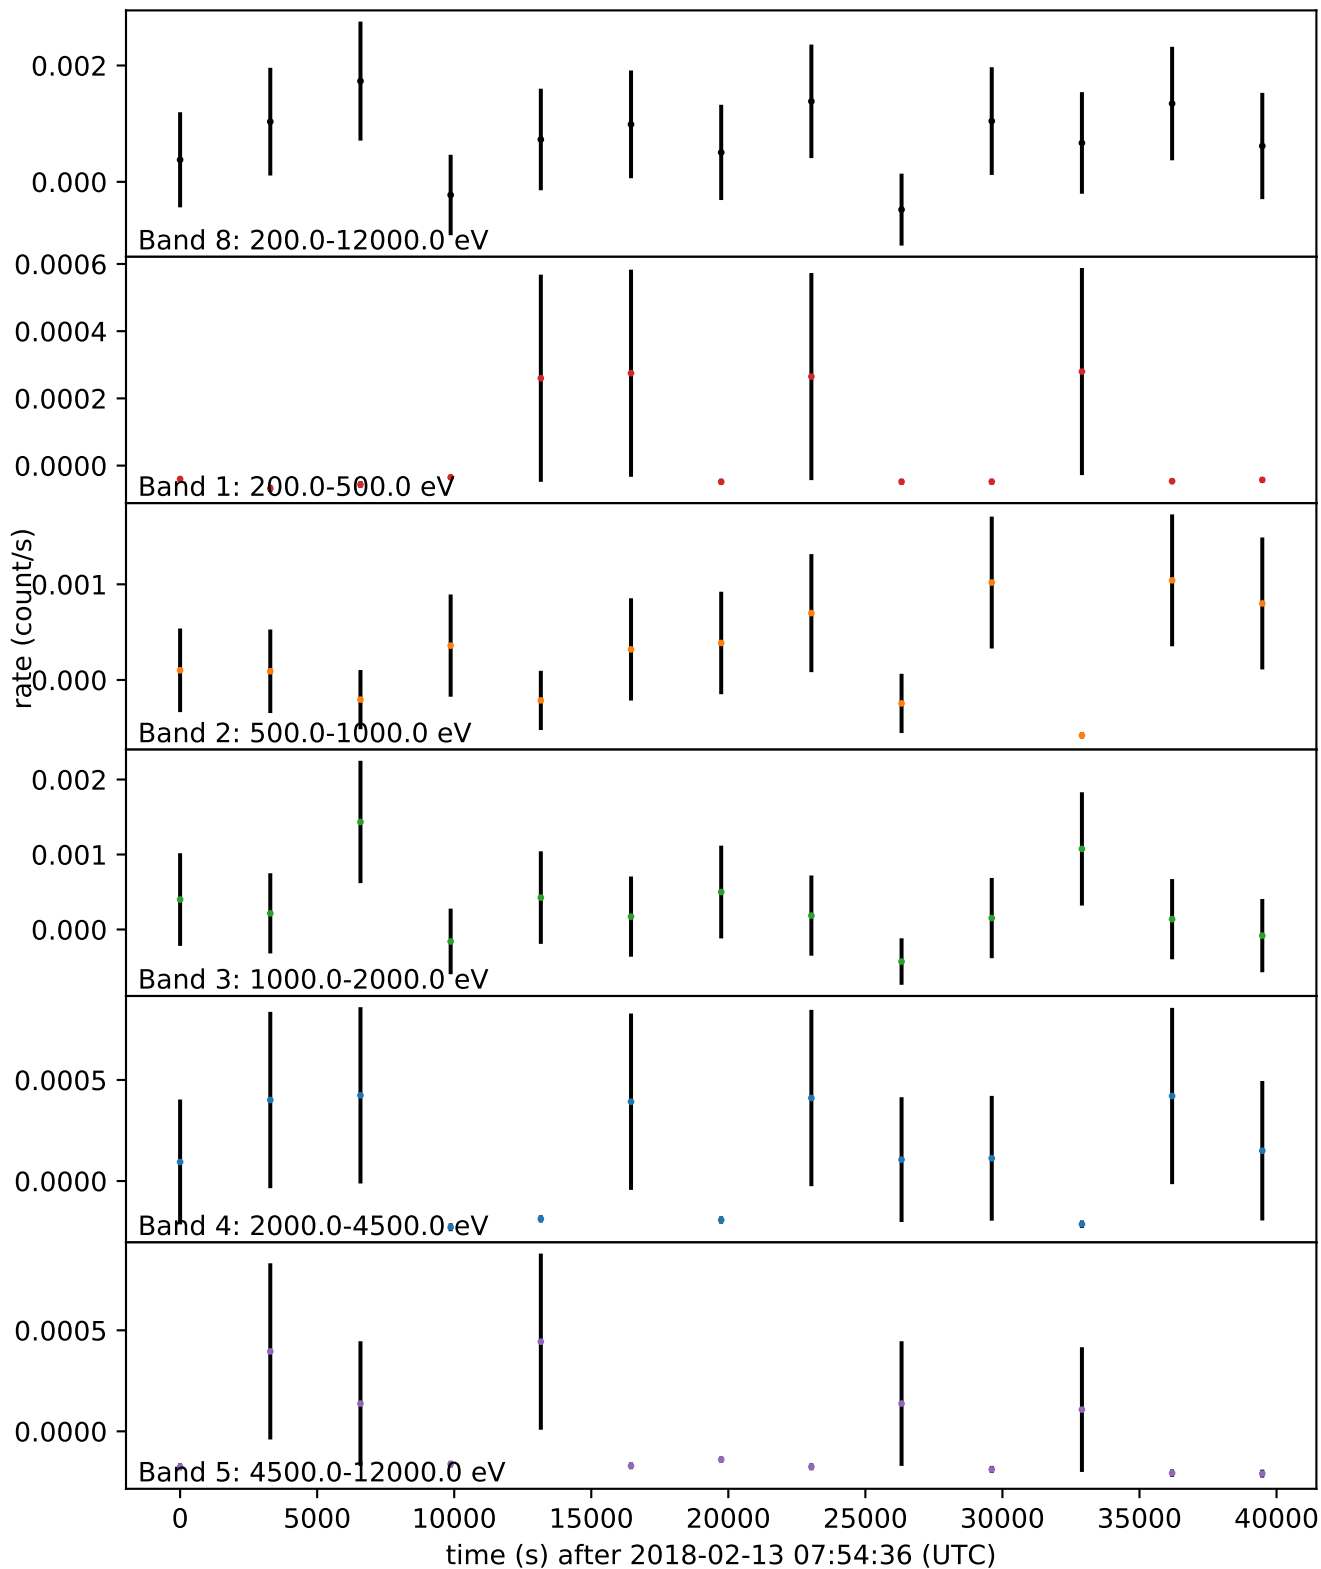 0.002
0.000
Band 8: 200.0-12000.0 eV
0.0006
0.0004
0.0002
0.0000
Band 1: 200.0-500.0 eV
rate (count/s)
0.001
0.000
Band 2: 500.0-1000.0 eV
0.002
0.001
0.000
Band 3: 1000.0-2000.0 eV
0.0005
0.0000
Band 4: 2000.0-4500.0 eV
0.0005
0.0000
Band 5: 4500.0-12000.0 eV
0 5000 10000 15000 20000 25000 30000 35000 40000
time (s) after 2018-02-13 07:54:36 (UTC)